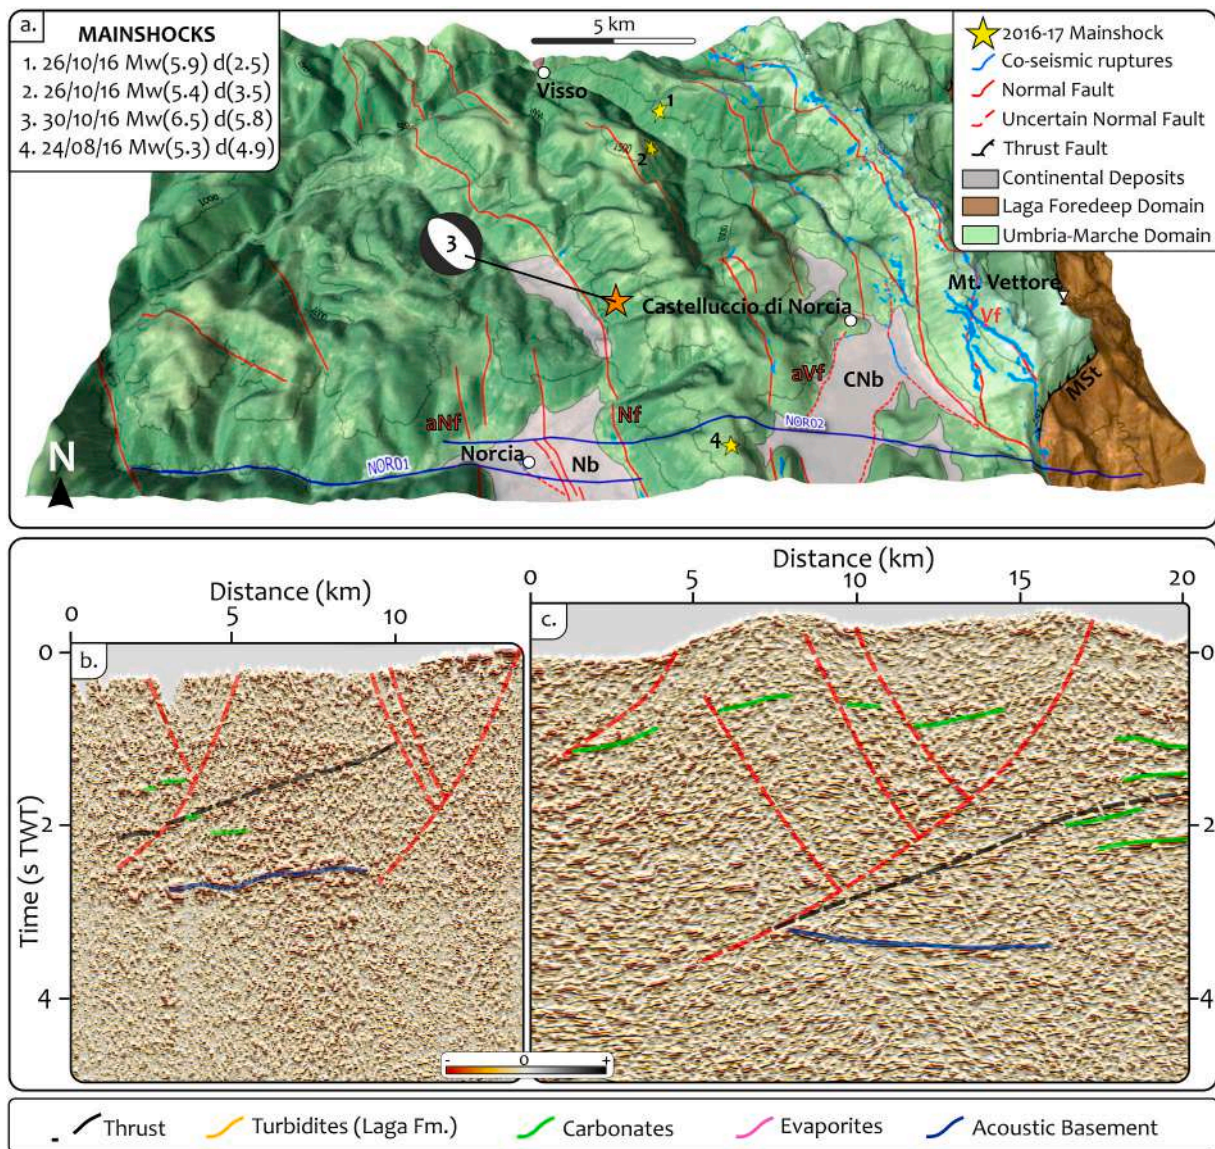 a.
MAINSHOCKS
1. 26/10/16 Mw(5.9) d(2.5)
2. 26/10/16 Mw(5.4) d(3.5)
3. 30/10/16 Mw(6.5) d(5.8)
4. 24/08/16 Mw(5.3) d(4.9)
5 km
2016-17 Mainshock
Co-seismic ruptures
Normal Fault
Uncertain Normal Fault
Thrust Fault
Continental Deposits
Laga Foredeep Domain
Umbria-Marche Domain
Visso
1
2
1500
1000
3
Castelluccio di Norcia
Mt. Vettore
Vf
MSt
aVf
CNb
aNf
Nf
NOR02
4
N
NOR01
Norcia
Nb
Distance (km)
0 5 10
Distance (km)
0 5 10 15 20
b.
c.
Time (s TWT)
0
2
4
0
2
4
- 0 +
Thrust
Turbidites (Laga Fm.)
Carbonates
Evaporites
Acoustic Basement